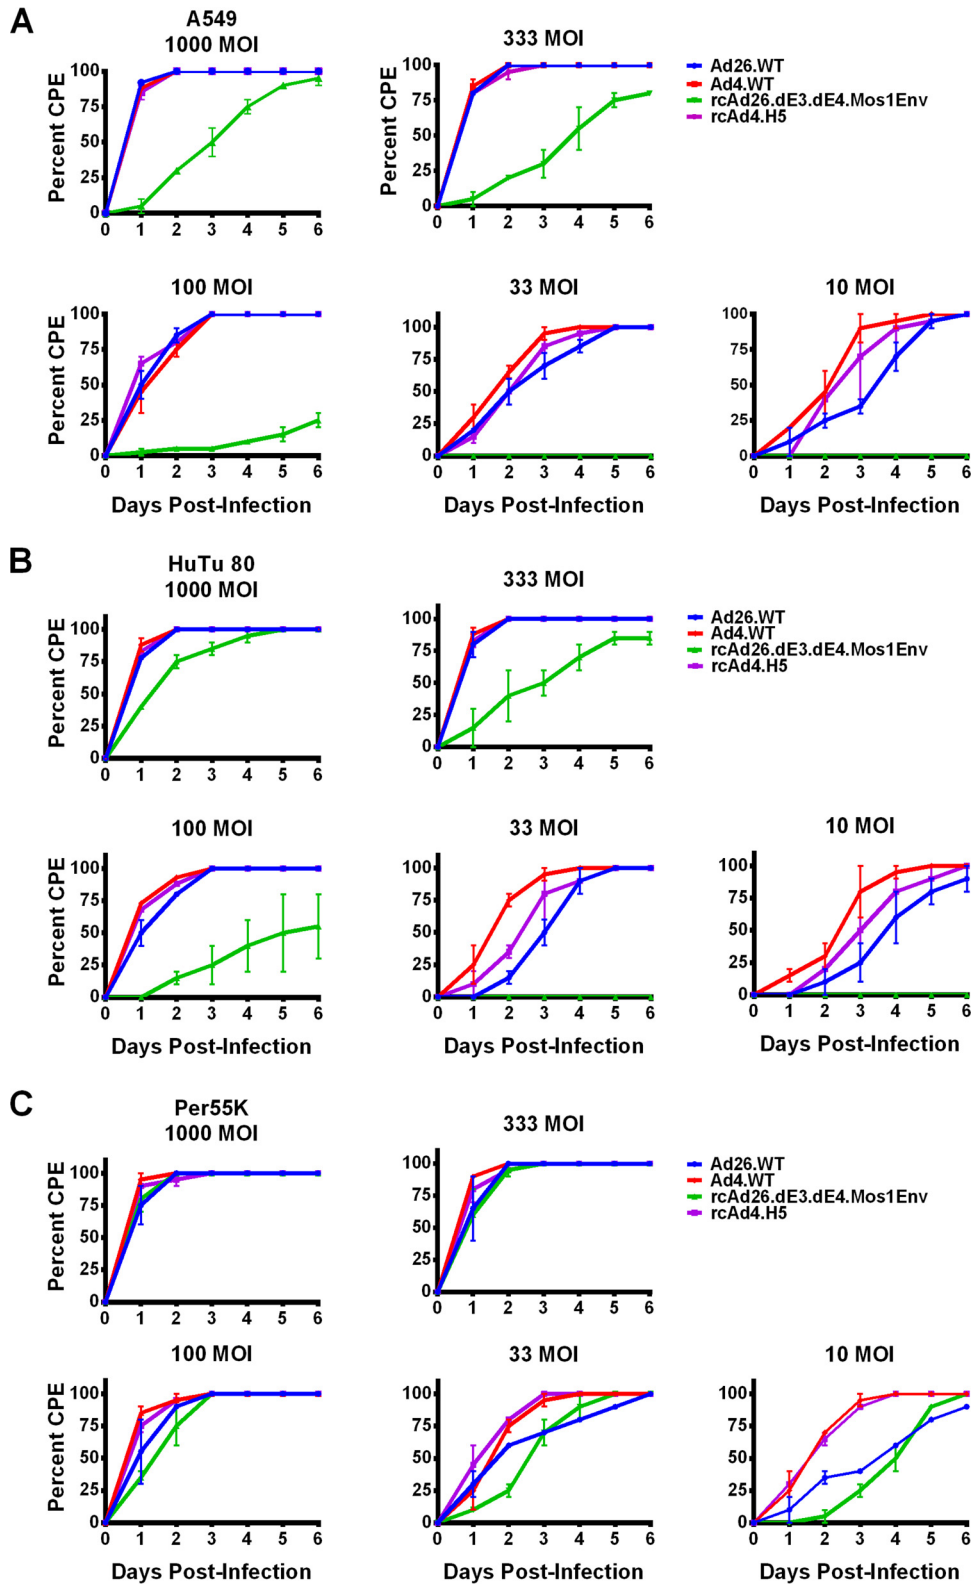 A
A549
1000 MOI
333 MOI
Percent CPE
100
75
50
25
0
0 1 2 3 4 5 6
Percent CPE
100
75
50
25
0
0 1 2 3 4 5 6
Ad26.WT
Ad4.WT
rcAd26.dE3.dE4.Mos1Env
rcAd4.H5
100 MOI
33 MOI
10 MOI
Percent CPE
100
75
50
25
0
0 1 2 3 4 5 6
Days Post-Infection
100
75
50
25
0
0 1 2 3 4 5 6
Days Post-Infection
100
75
50
25
0
0 1 2 3 4 5 6
Days Post-Infection
B
HuTu 80
1000 MOI
333 MOI
Percent CPE
100
75
50
25
0
0 1 2 3 4 5 6
100
75
50
25
0
0 1 2 3 4 5 6
Ad26.WT
Ad4.WT
rcAd26.dE3.dE4.Mos1Env
rcAd4.H5
100 MOI
33 MOI
10 MOI
Percent CPE
100
75
50
25
0
0 1 2 3 4 5 6
Days Post-Infection
100
75
50
25
0
0 1 2 3 4 5 6
Days Post-Infection
100
75
50
25
0
0 1 2 3 4 5 6
Days Post-Infection
C
Per55K
1000 MOI
333 MOI
Percent CPE
100
75
50
25
0
0 1 2 3 4 5 6
100
75
50
25
0
0 1 2 3 4 5 6
Ad26.WT
Ad4.WT
rcAd26.dE3.dE4.Mos1Env
rcAd4.H5
100 MOI
33 MOI
10 MOI
Percent CPE
100
75
50
25
0
0 1 2 3 4 5 6
Days Post-Infection
100
75
50
25
0
0 1 2 3 4 5 6
Days Post-Infection
100
75
50
25
0
0 1 2 3 4 5 6
Days Post-Infection